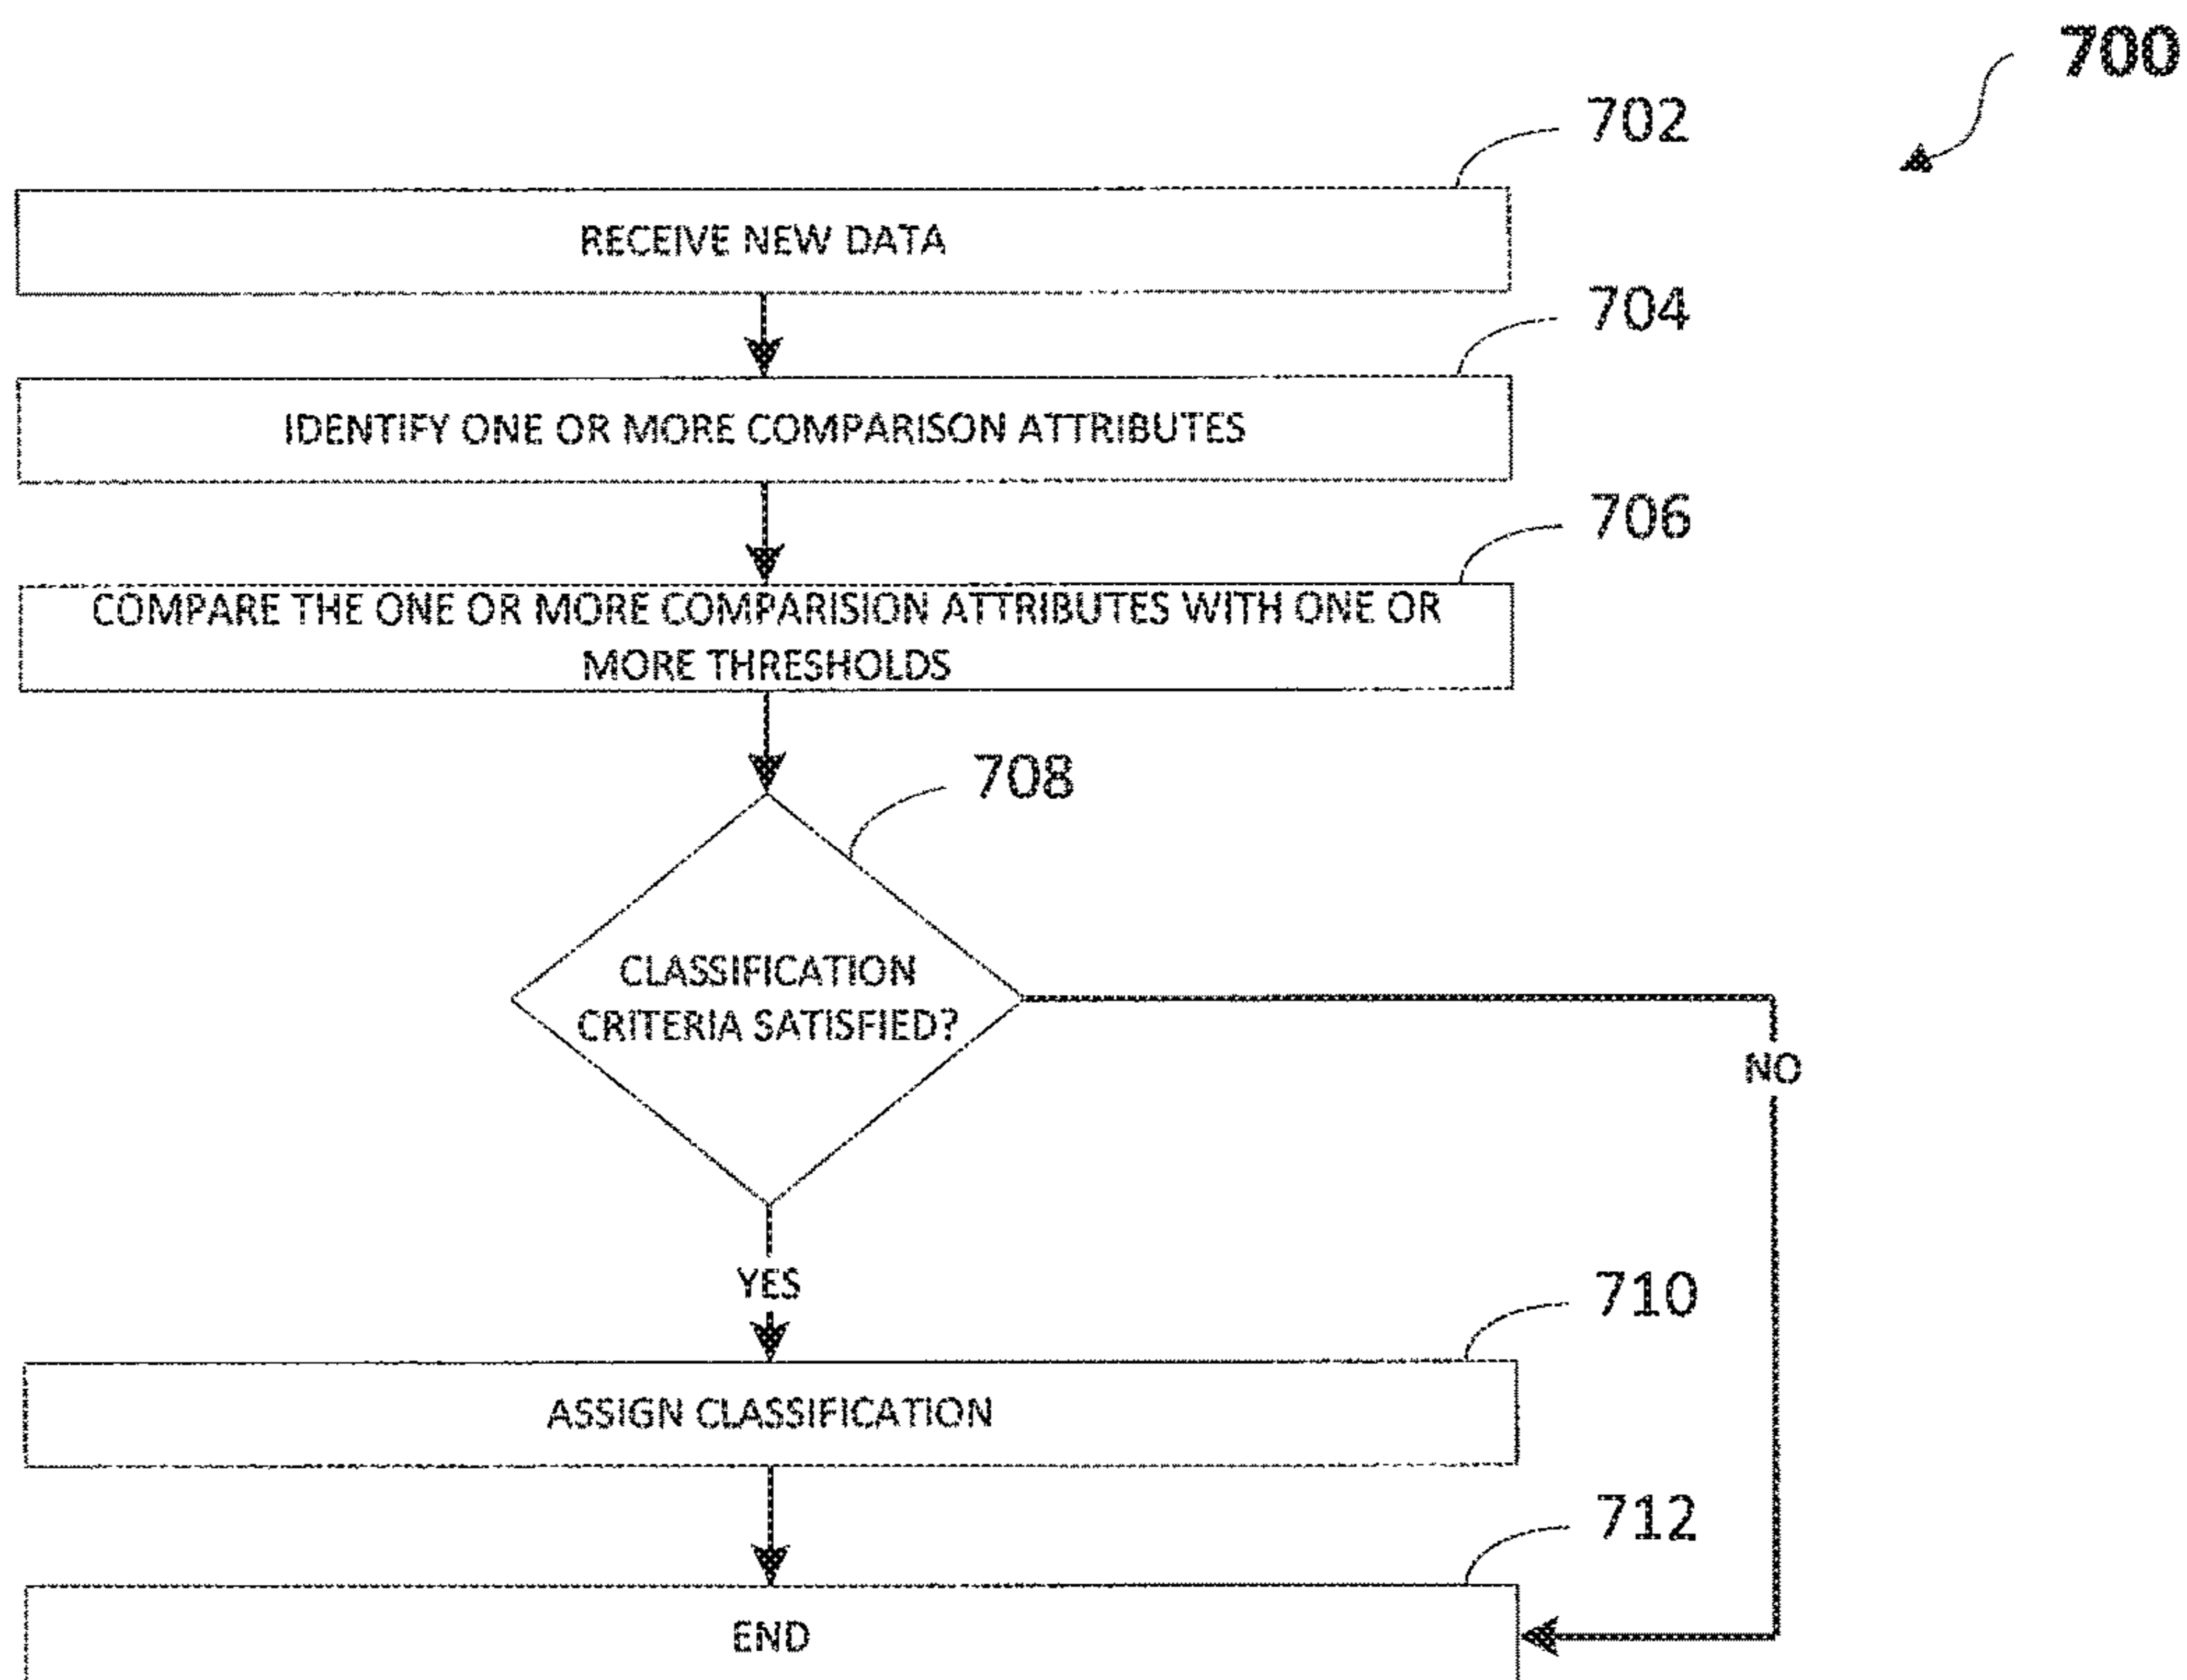 700
702
RECEIVE NEW DATA
704
IDENTIFY ONE OR MORE COMPARISON ATTRIBUTES
706
COMPARE THE ONE OR MORE COMPARISION ATTRIBUTES WITH ONE OR
MORE THRESHOLDS
708
CLASSIFICATION
CRITERIA SATISFIED?
NO
YES
710
ASSIGN CLASSIFICATION
712
END